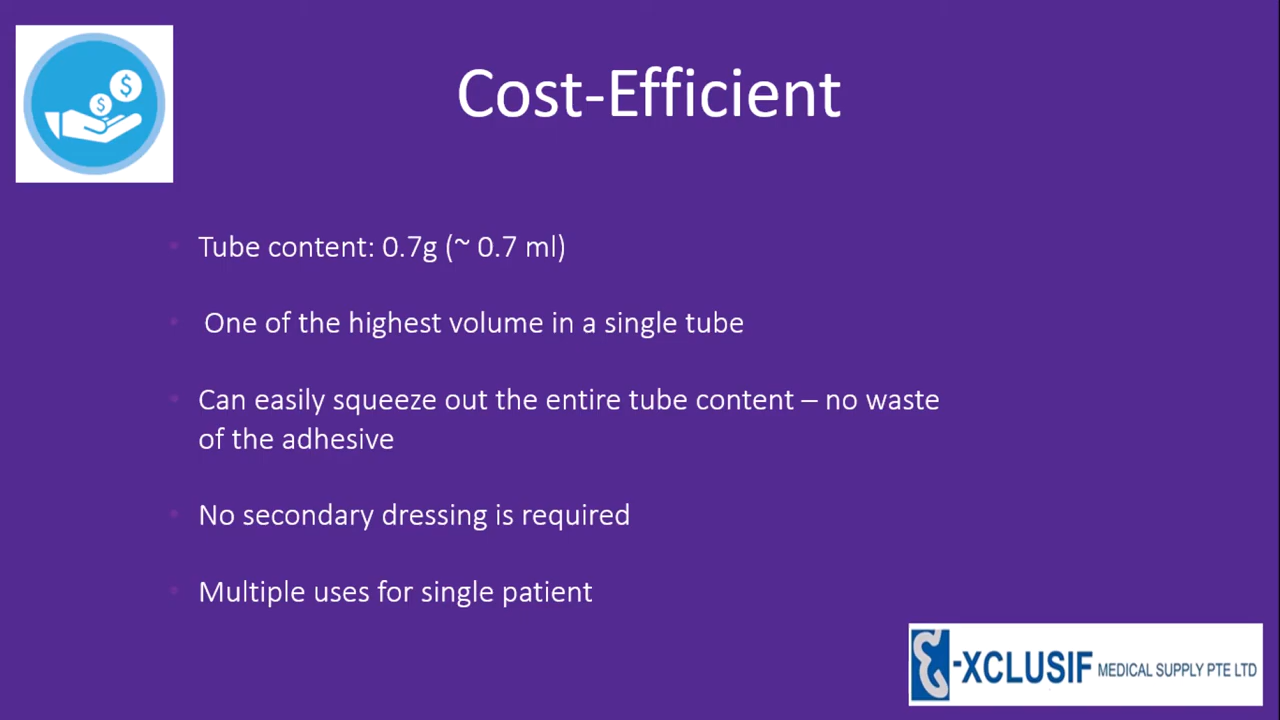 $
$
Cost-Efficient
• Tube content: 0.7g (~ 0.7 ml)
• One of the highest volume in a single tube
• Can easily squeeze out the entire tube content – no waste
of the adhesive
• No secondary dressing is required
• Multiple uses for single patient
E-XCLUSIF MEDICAL SUPPLY PTE LTD